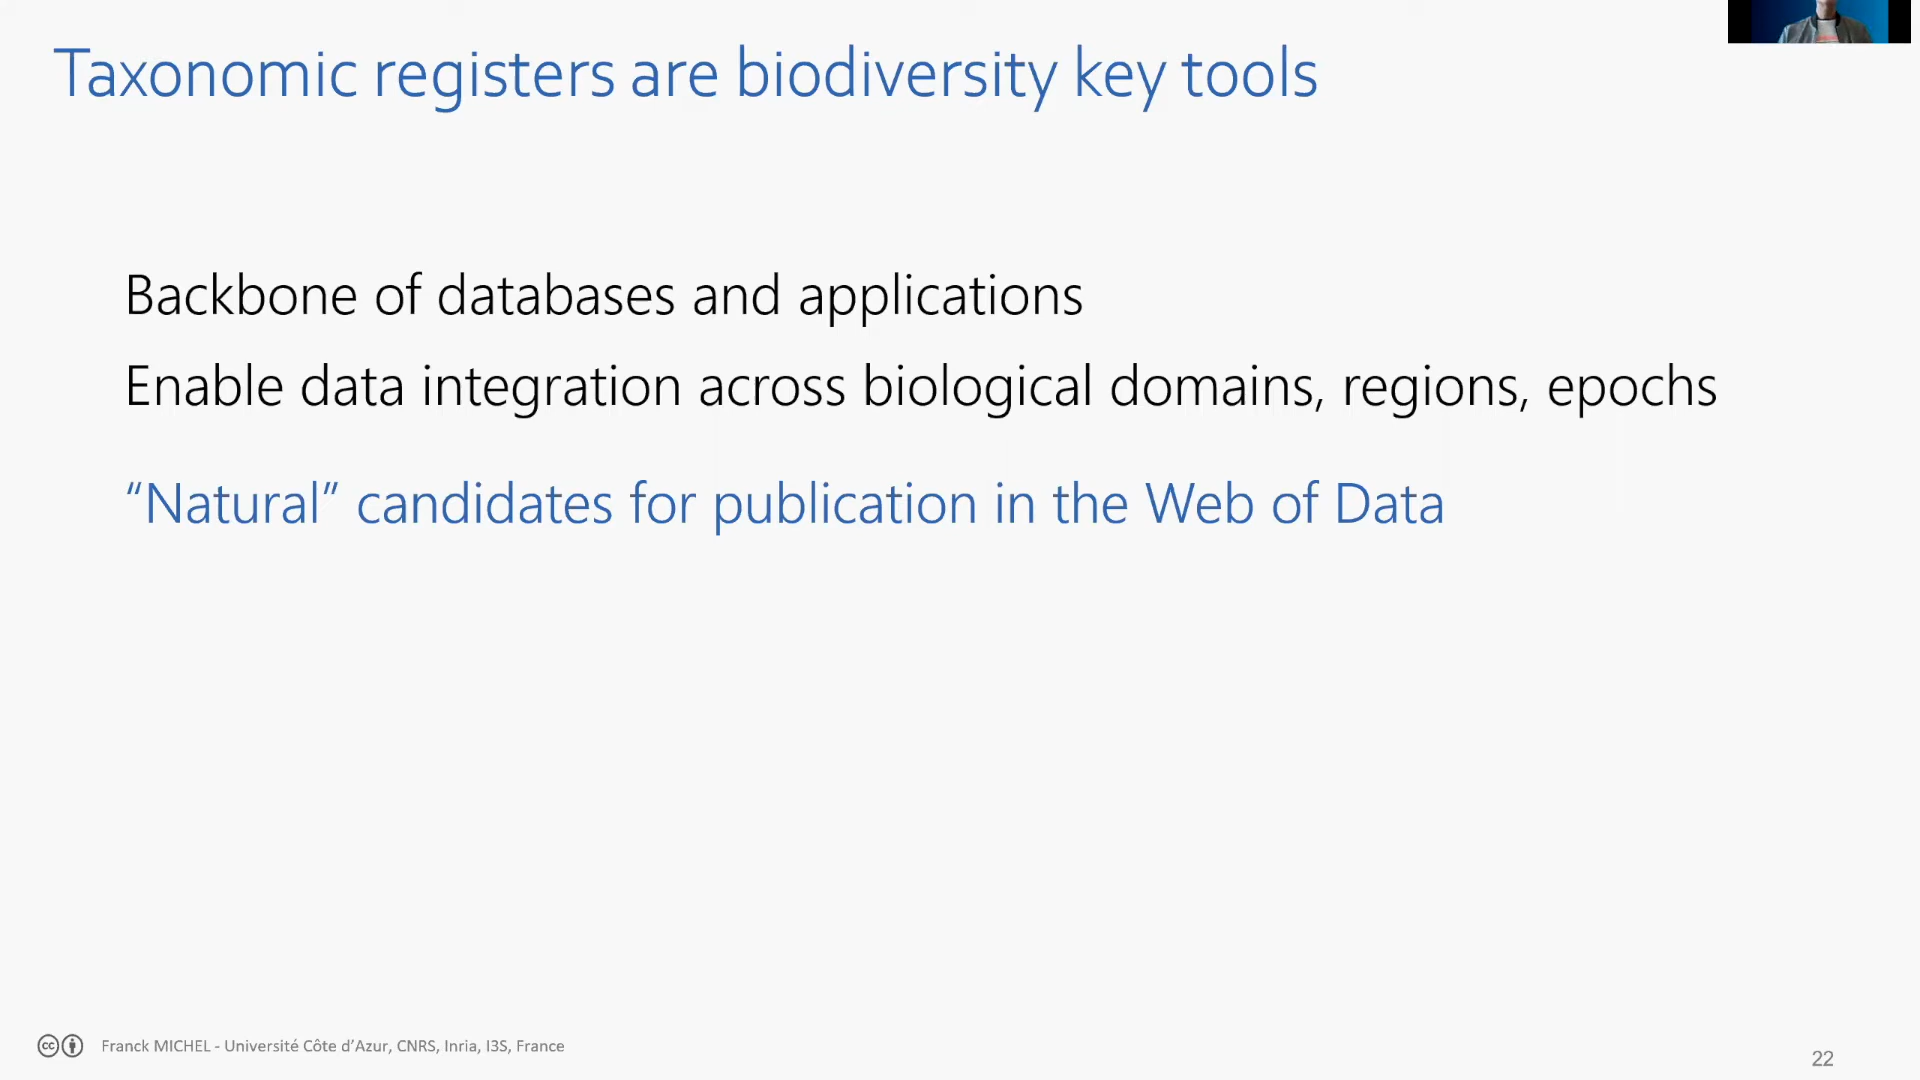 Taxonomic registers are biodiversity key tools
Backbone of databases and applications
Enable data integration across biological domains, regions, epochs
“Natural” candidates for publication in the Web of Data
cc Franck MICHEL - Université Côte d’Azur, CNRS, Inria, I3S, France
22